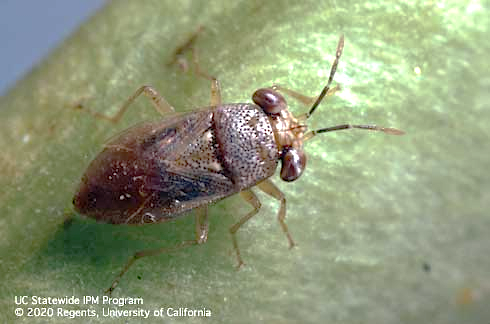 UC Statewide IPM Program
© 2020 Regents, University of California